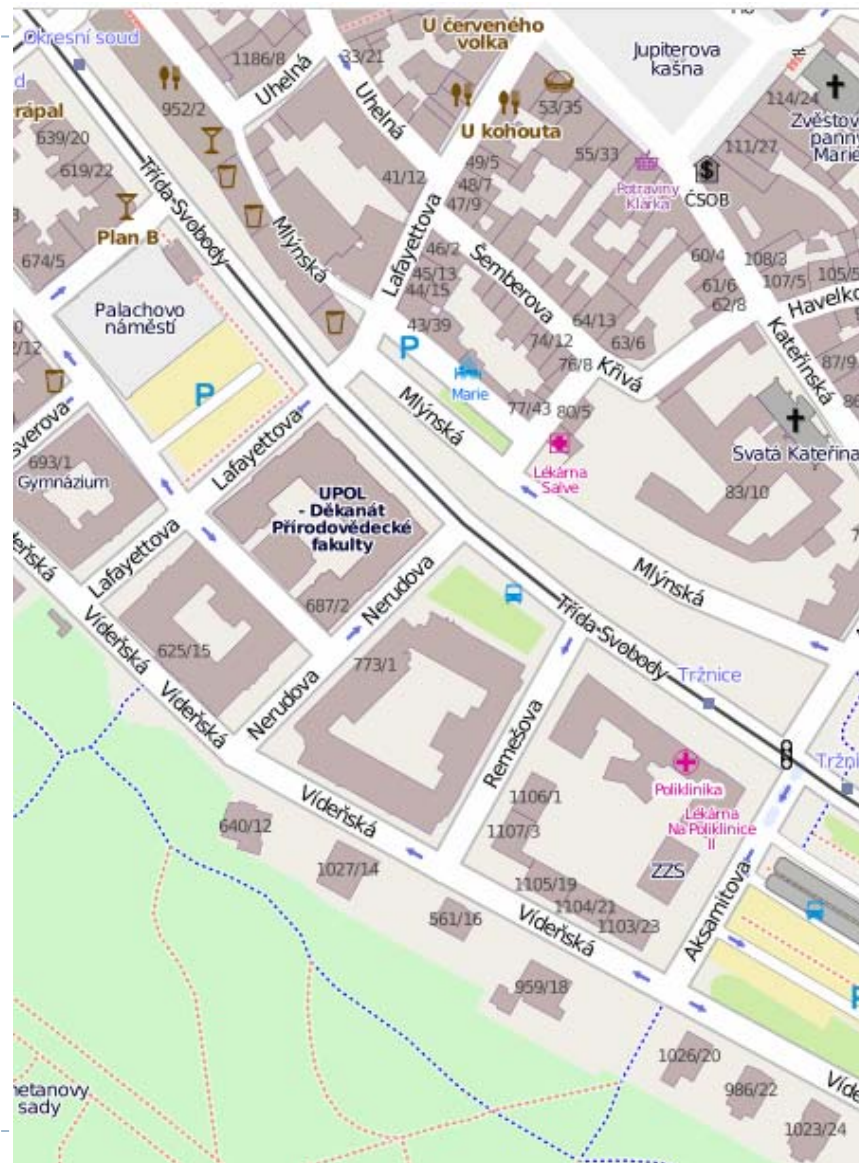 Okresní soud
U červeného
volka
Jupiterova
kašna
1186/8
33/21
Uhelná
Uhelná
952/2
53/35
114/24
Zvěstov
panny
Marie
rápal
639/20
619/22
U kohouta
49/5
48/7
47/9
41/12
55/33
111/27
Potraviny
Klárka
ČSOB
Třída Svobody
Plan B
674/5
Mlýnská
Lafayettova
46/2
45/13
44/15
43/39
Šemberova
60/4
61/6
62/8
108/3
107/5
105/5
Havelko
Palachovo
náměstí
P
P
64/13
63/6
74/12
76/8
Křivá
Kateřinská
87/9
2/12
Marie
77/43
80/5
Mlýnská
Lékárna
Salve
Svatá Kateřina
83/10
sverova
693/1
Gymnázium
Lafayettova
UPOL
- Děkanát
Přírodovědecké
fakulty
687/2
Lafayettova
Nerudova
Mlýnská
Třída Svobody
Vídeňská
625/15
773/1
Tržnice
Vídeňská
Nerudova
Remešova
Poliklinika
Lékárna
Na Poliklinice
II
ZZS
Vídeňská
640/12
1027/14
1106/1
1107/3
1105/19
1104/21
1103/23
Aksamitova
561/16
Vídeňská
959/18
P
1026/20
986/22
1023/24
netanovy
sady